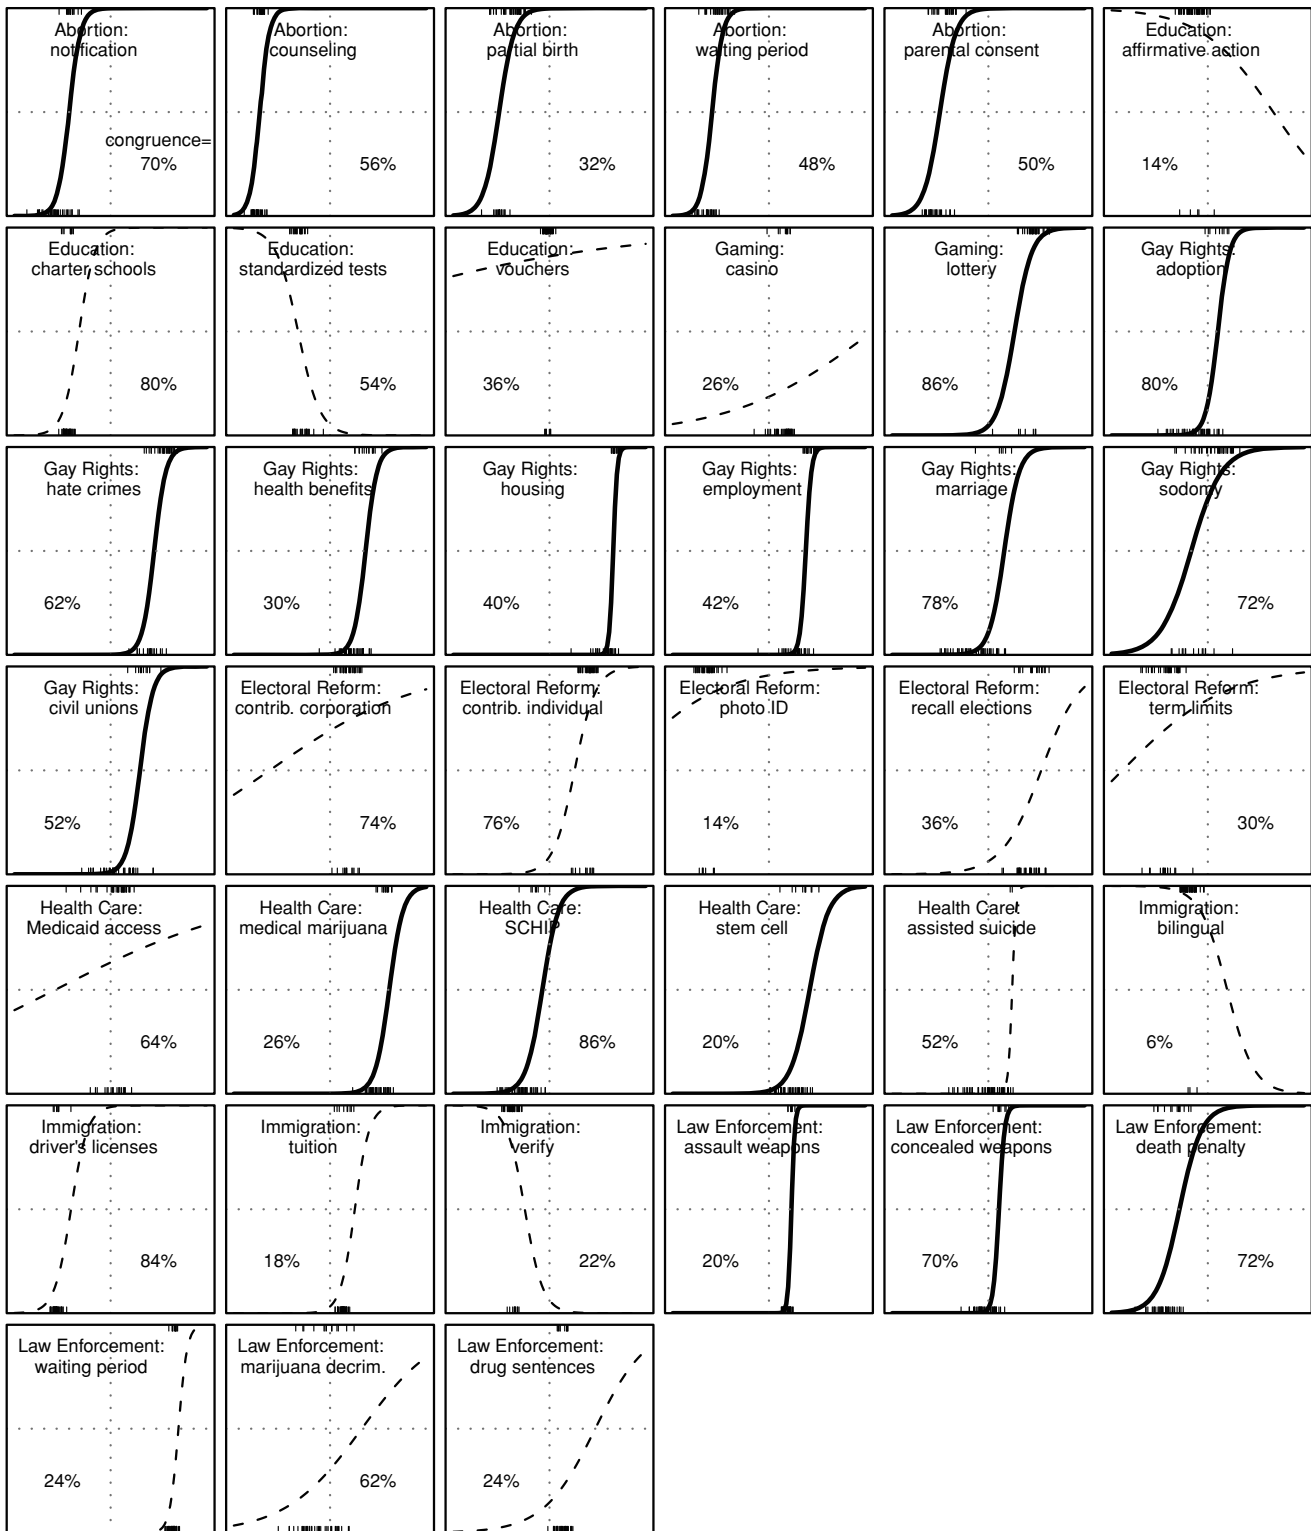 Abortion:
notification
congruence=
70%
Abortion:
counseling
56%
Abortion:
partial birth
32%
Abortion:
waiting period
48%
Abortion:
parental consent
50%
Education:
affirmative action
14%
Education:
charter schools
80%
Education:
standardized tests
54%
Education:
vouchers
36%
Gaming:
casino
26%
Gaming:
lottery
86%
Gay Rights:
adoption
80%
Gay Rights:
hate crimes
62%
Gay Rights:
health benefits
30%
Gay Rights:
housing
40%
Gay Rights:
employment
42%
Gay Rights:
marriage
78%
Gay Rights:
sodomy
72%
Gay Rights:
civil unions
52%
Electoral Reform:
contrib. corporation
74%
Electoral Reform:
contrib. individual
76%
Electoral Reform:
photo ID
14%
Electoral Reform:
recall elections
36%
Electoral Reform:
term limits
30%
Health Care:
Medicaid access
64%
Health Care:
medical marijuana
26%
Health Care:
SCHIP
86%
Health Care:
stem cell
20%
Health Care:
assisted suicide
52%
Immigration:
bilingual
6%
Immigration:
driver's licenses
84%
Immigration:
tuition
18%
Immigration:
verify
22%
Law Enforcement:
assault weapons
20%
Law Enforcement:
concealed weapons
70%
Law Enforcement:
death penalty
72%
Law Enforcement:
waiting period
24%
Law Enforcement:
marijuana decrim.
62%
Law Enforcement:
drug sentences
24%